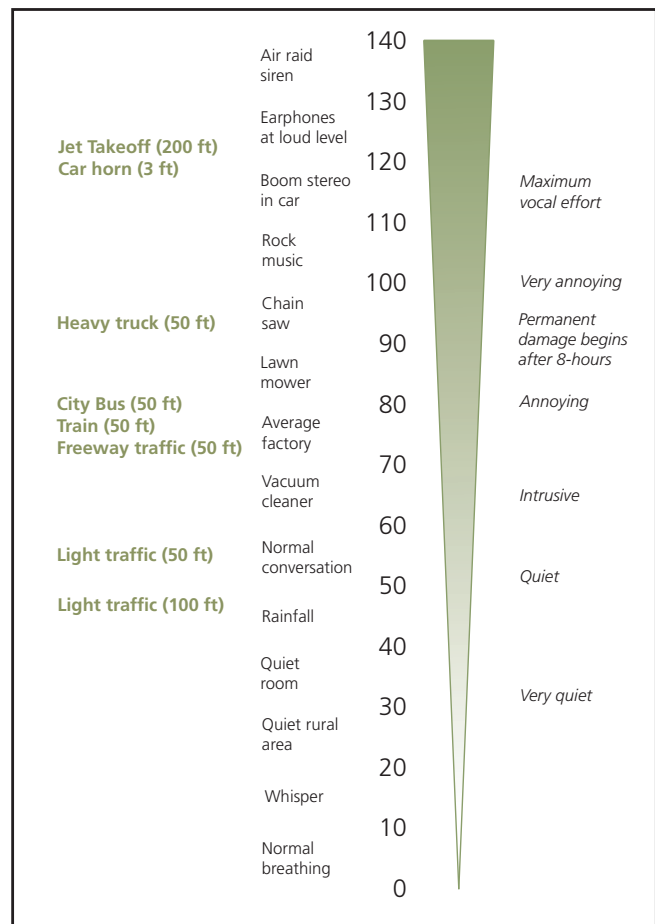 140
Air raid
siren
130
Earphones
at loud level
Jet Takeoff (200 ft)
Car horn (3 ft)
120
Boom stereo
in car
Maximum
vocal effort
110
Rock
music
100
Very annoying
Chain
saw
Heavy truck (50 ft)
Permanent
damage begins
after 8-hours
90
Lawn
mower
80
Annoying
City Bus (50 ft)
Train (50 ft)
Freeway traffic (50 ft)
Average
factory
70
Vacuum
cleaner
Intrusive
60
Light traffic (50 ft)
Normal
conversation
Quiet
50
Light traffic (100 ft)
Rainfall
40
Quiet
room
Very quiet
30
Quiet rural
area
20
Whisper
10
Normal
breathing
0